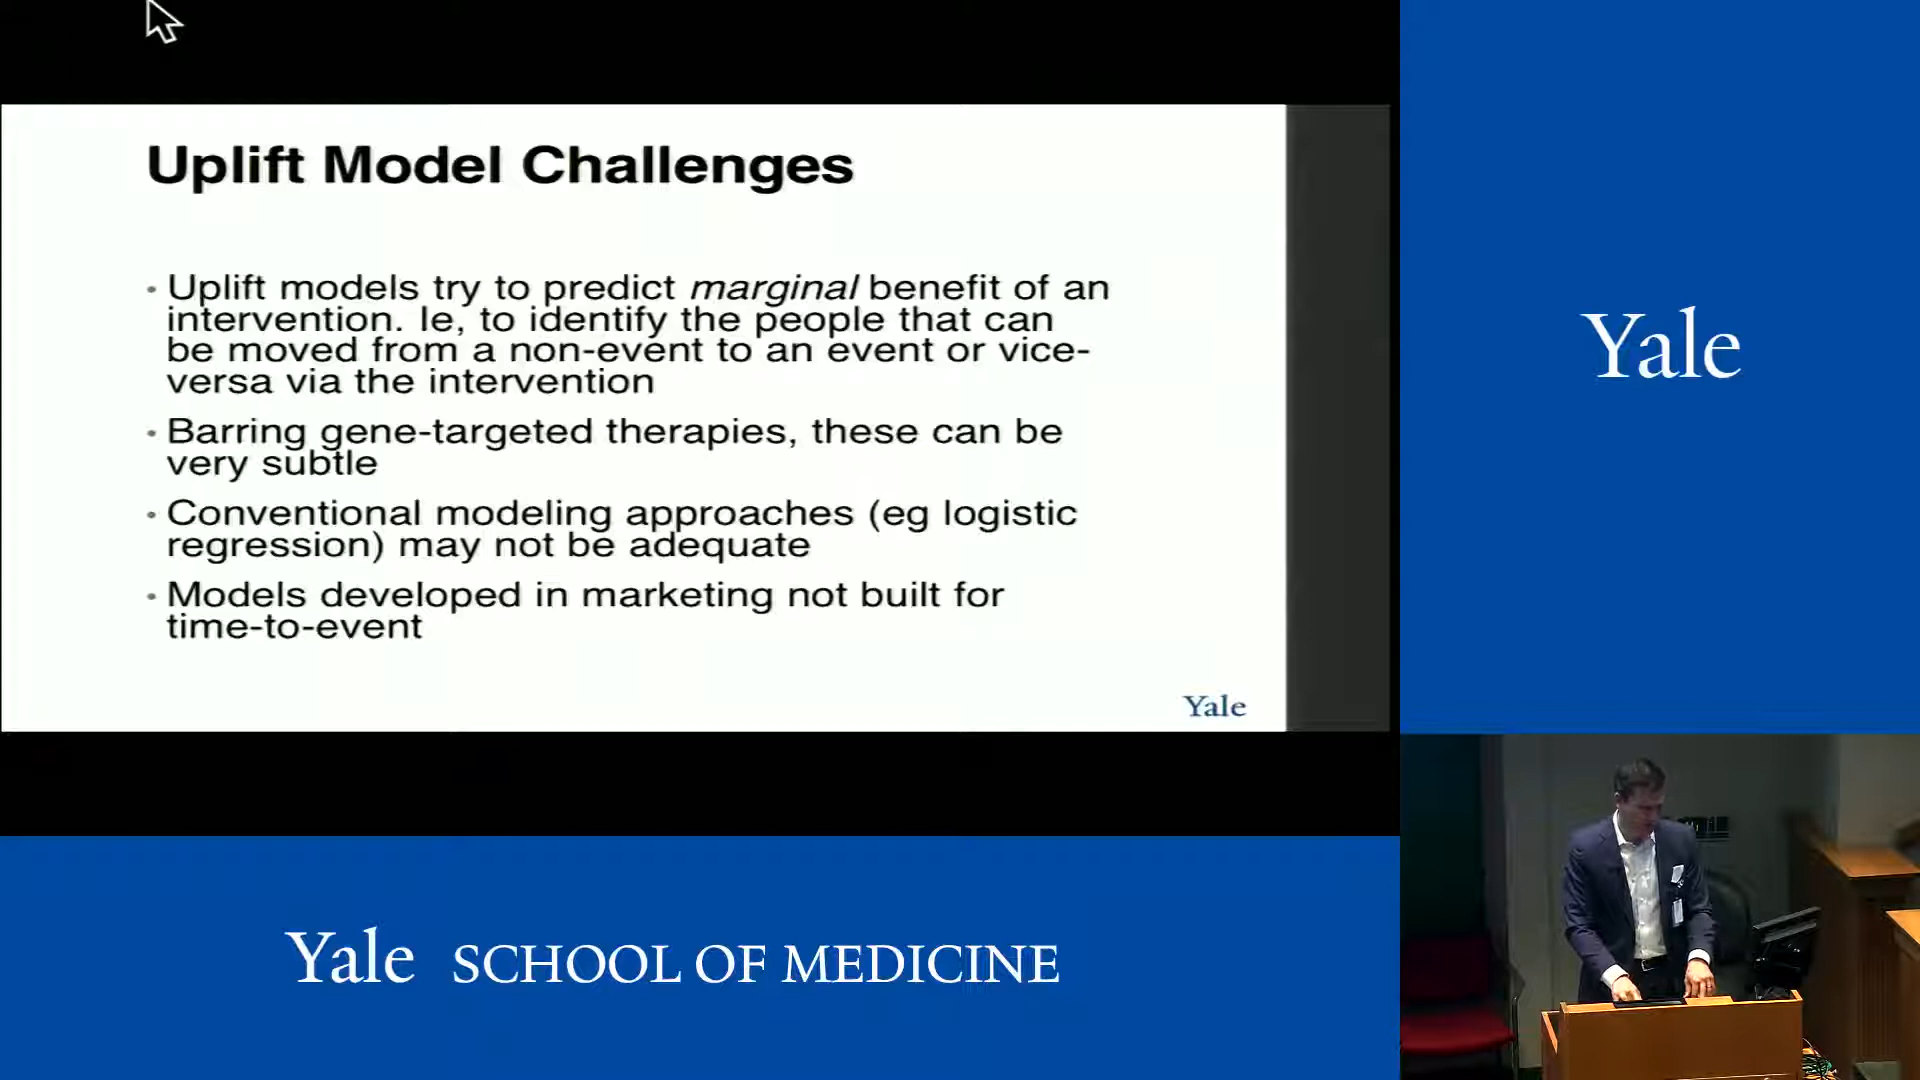 Uplift Model Challenges
• Uplift models try to predict marginal benefit of an
intervention. Ie, to identify the people that can
be moved from a non-event to an event or vice-
versa via the intervention
• Barring gene-targeted therapies, these can be
very subtle
• Conventional modeling approaches (eg logistic
regression) may not be adequate
• Models developed in marketing not built for
time-to-event
Yale
Yale
Yale SCHOOL OF MEDICINE